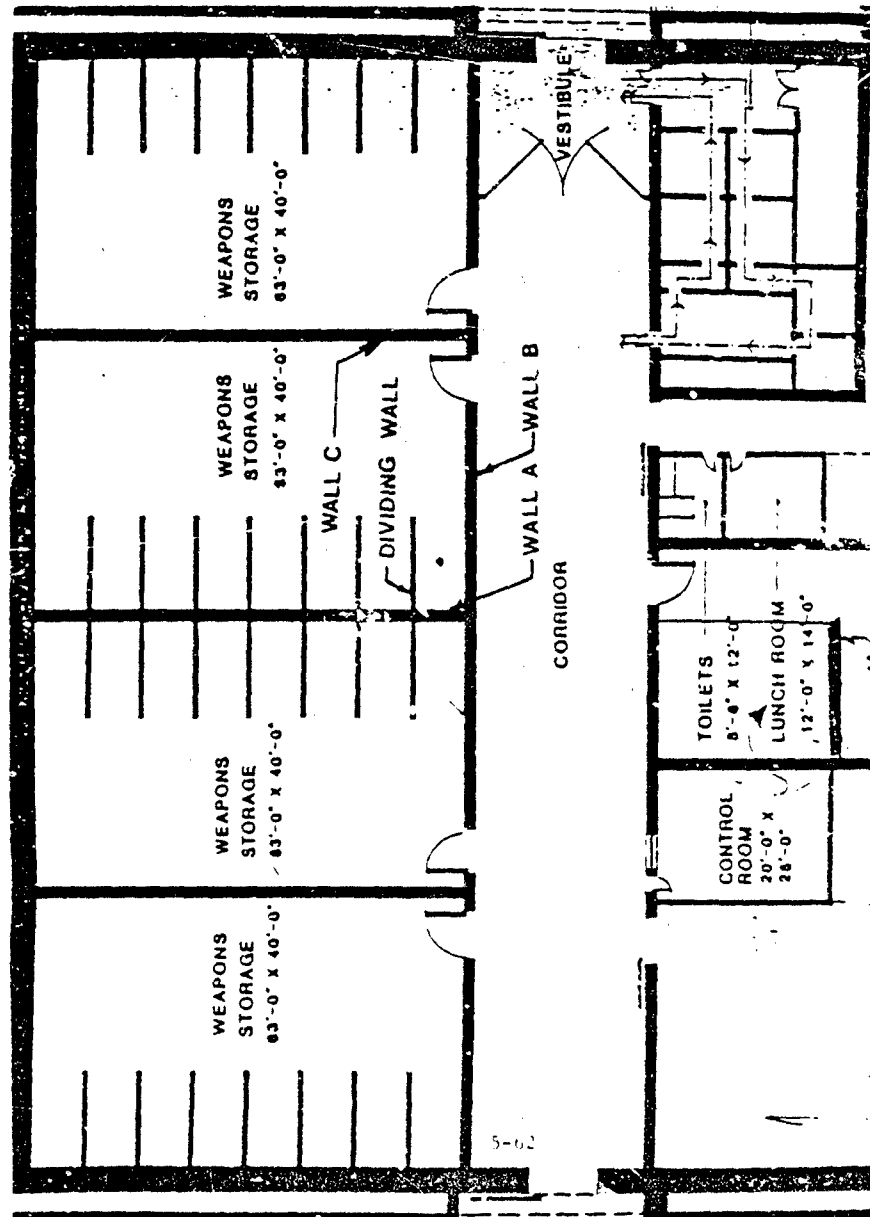 VESTIBULE
WEAPONS
STORAGE
63'-0" X 40'-0"
WEAPONS
STORAGE
63'-0" X 40'-0"
WALL C
DIVIDING WALL
WALL A
WALL B
CORRIDOR
WEAPONS
STORAGE
63'-0" X 40'-0"
WEAPONS
STORAGE
63'-0" X 40'-0"
TOILETS
LUNCH ROOM
12'-0" X 14'-0"
CONTROL
ROOM
20'-0" X
5-62